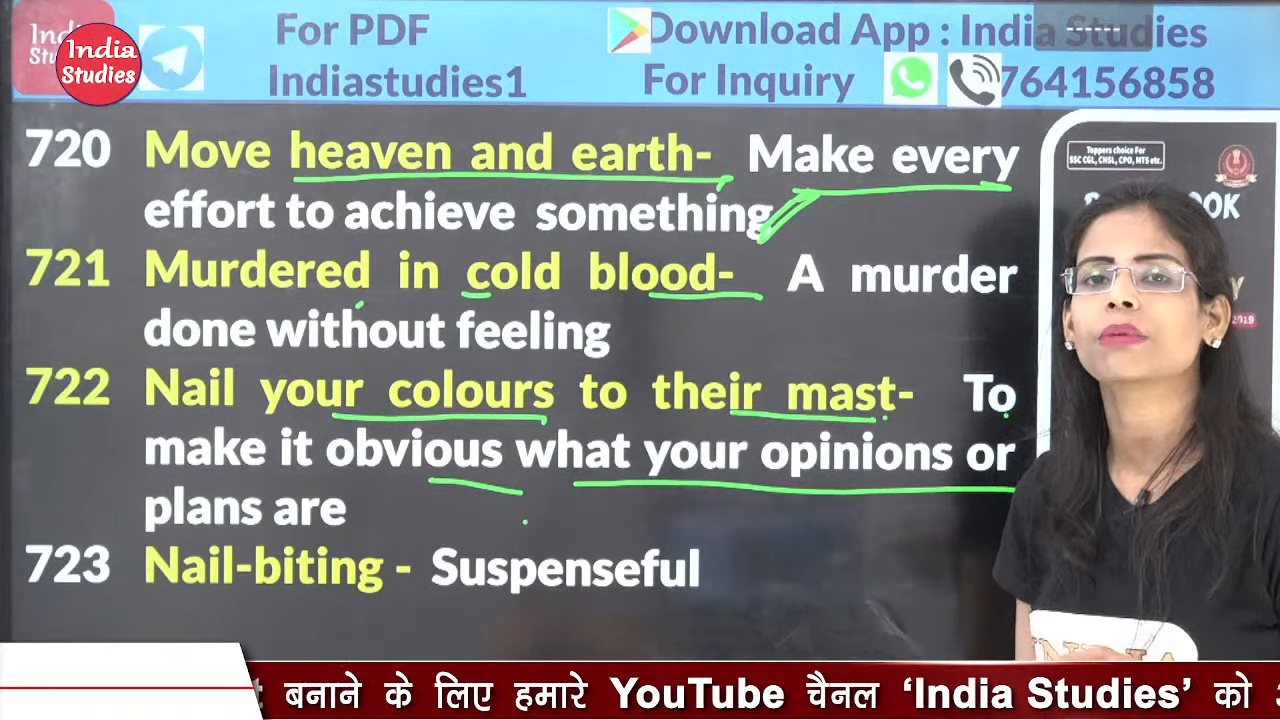 India
Studies
For PDF
Indiastudies1
Download App : India Studies
For Inquiry 764156858
720 Move heaven and earth- Make every
effort to achieve something
721 Murdered in cold blood- A murder
done without feeling
722 Nail your colours to their mast- To
make it obvious what your opinions or
plans are
723 Nail-biting - Suspenseful
Toppers choice For
SSC CGL, CHSL, CPO, MTS etc.
2019
बनाने के लिए हमारे YouTube चैनल ‘India Studies’ को